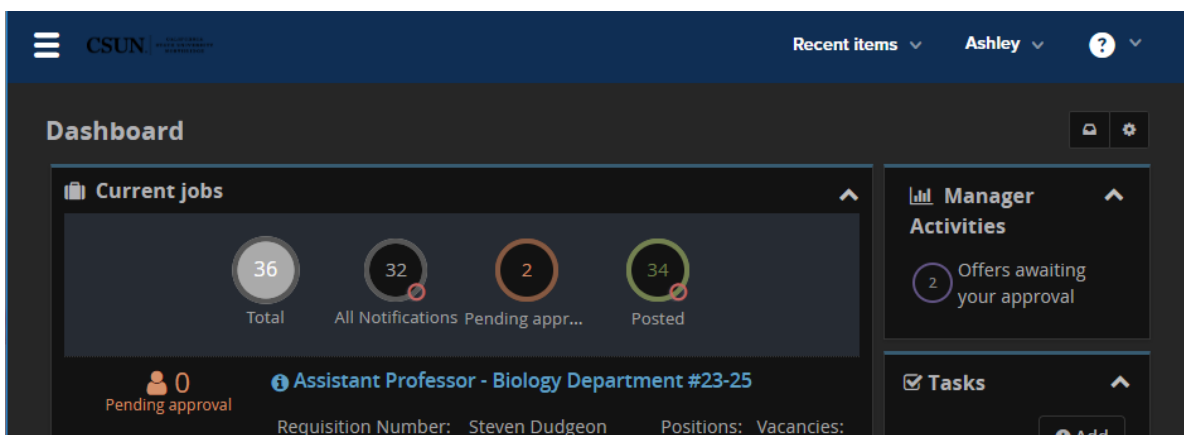 CSUN
Recent items
Ashley
?
Dashboard
Current jobs
36
32
2
34
Total
All Notifications
Pending appr...
Posted
0
Pending approval
Assistant Professor - Biology Department #23-25
Requisition Number: Steven Dudgeon Positions: Vacancies:
Manager
Activities
2
Offers awaiting
your approval
Tasks
Add